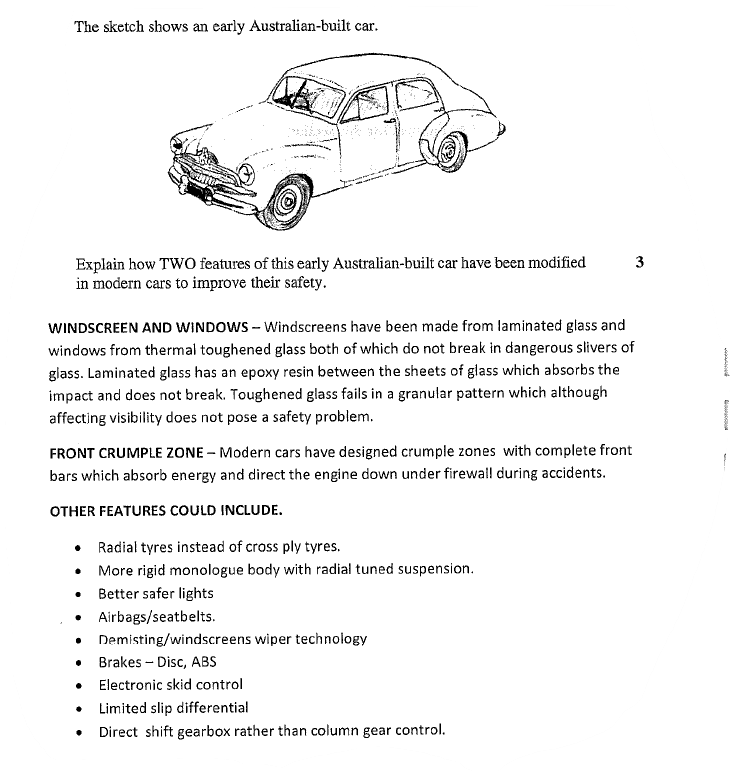 The sketch shows an early Australian-built car.
Explain how TWO features of this early Australian-built car have been modified 3
in modern cars to improve their safety.
WINDSCREEN AND WINDOWS – Windscreens have been made from laminated glass and
windows from thermal toughened glass both of which do not break in dangerous slivers of
glass. Laminated glass has an epoxy resin between the sheets of glass which absorbs the
impact and does not break. Toughened glass fails in a granular pattern which although
affecting visibility does not pose a safety problem.
FRONT CRUMPLE ZONE – Modern cars have designed crumple zones with complete front
bars which absorb energy and direct the engine down under firewall during accidents.
OTHER FEATURES COULD INCLUDE.
• Radial tyres instead of cross ply tyres.
• More rigid monologue body with radial tuned suspension.
• Better safer lights
• Airbags/seatbelts.
• Demisting/windscreens wiper technology
• Brakes – Disc, ABS
• Electronic skid control
• Limited slip differential
• Direct shift gearbox rather than column gear control.